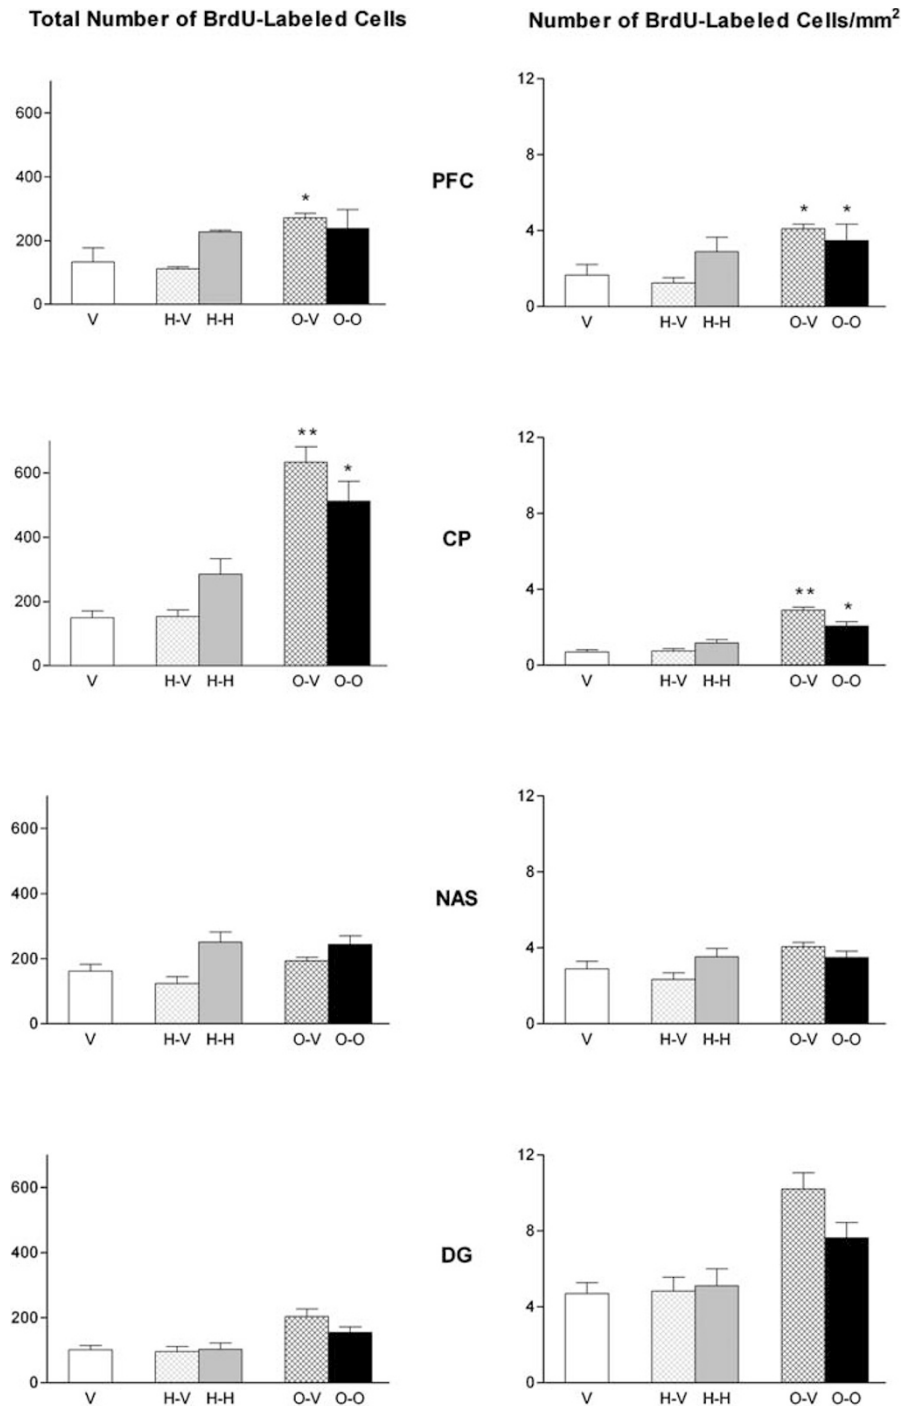 Total Number of BrdU-Labeled Cells
Number of BrdU-Labeled Cells/mm²
600
400
200
0
*
V H-V H-H O-V O-O
PFC
12
8
4
0
* *
V H-V H-H O-V O-O
600
400
200
0
** *
V H-V H-H O-V O-O
CP
12
8
4
0
** *
V H-V H-H O-V O-O
600
400
200
0
V H-V H-H O-V O-O
NAS
12
8
4
0
V H-V H-H O-V O-O
600
400
200
0
V H-V H-H O-V O-O
DG
12
8
4
0
V H-V H-H O-V O-O